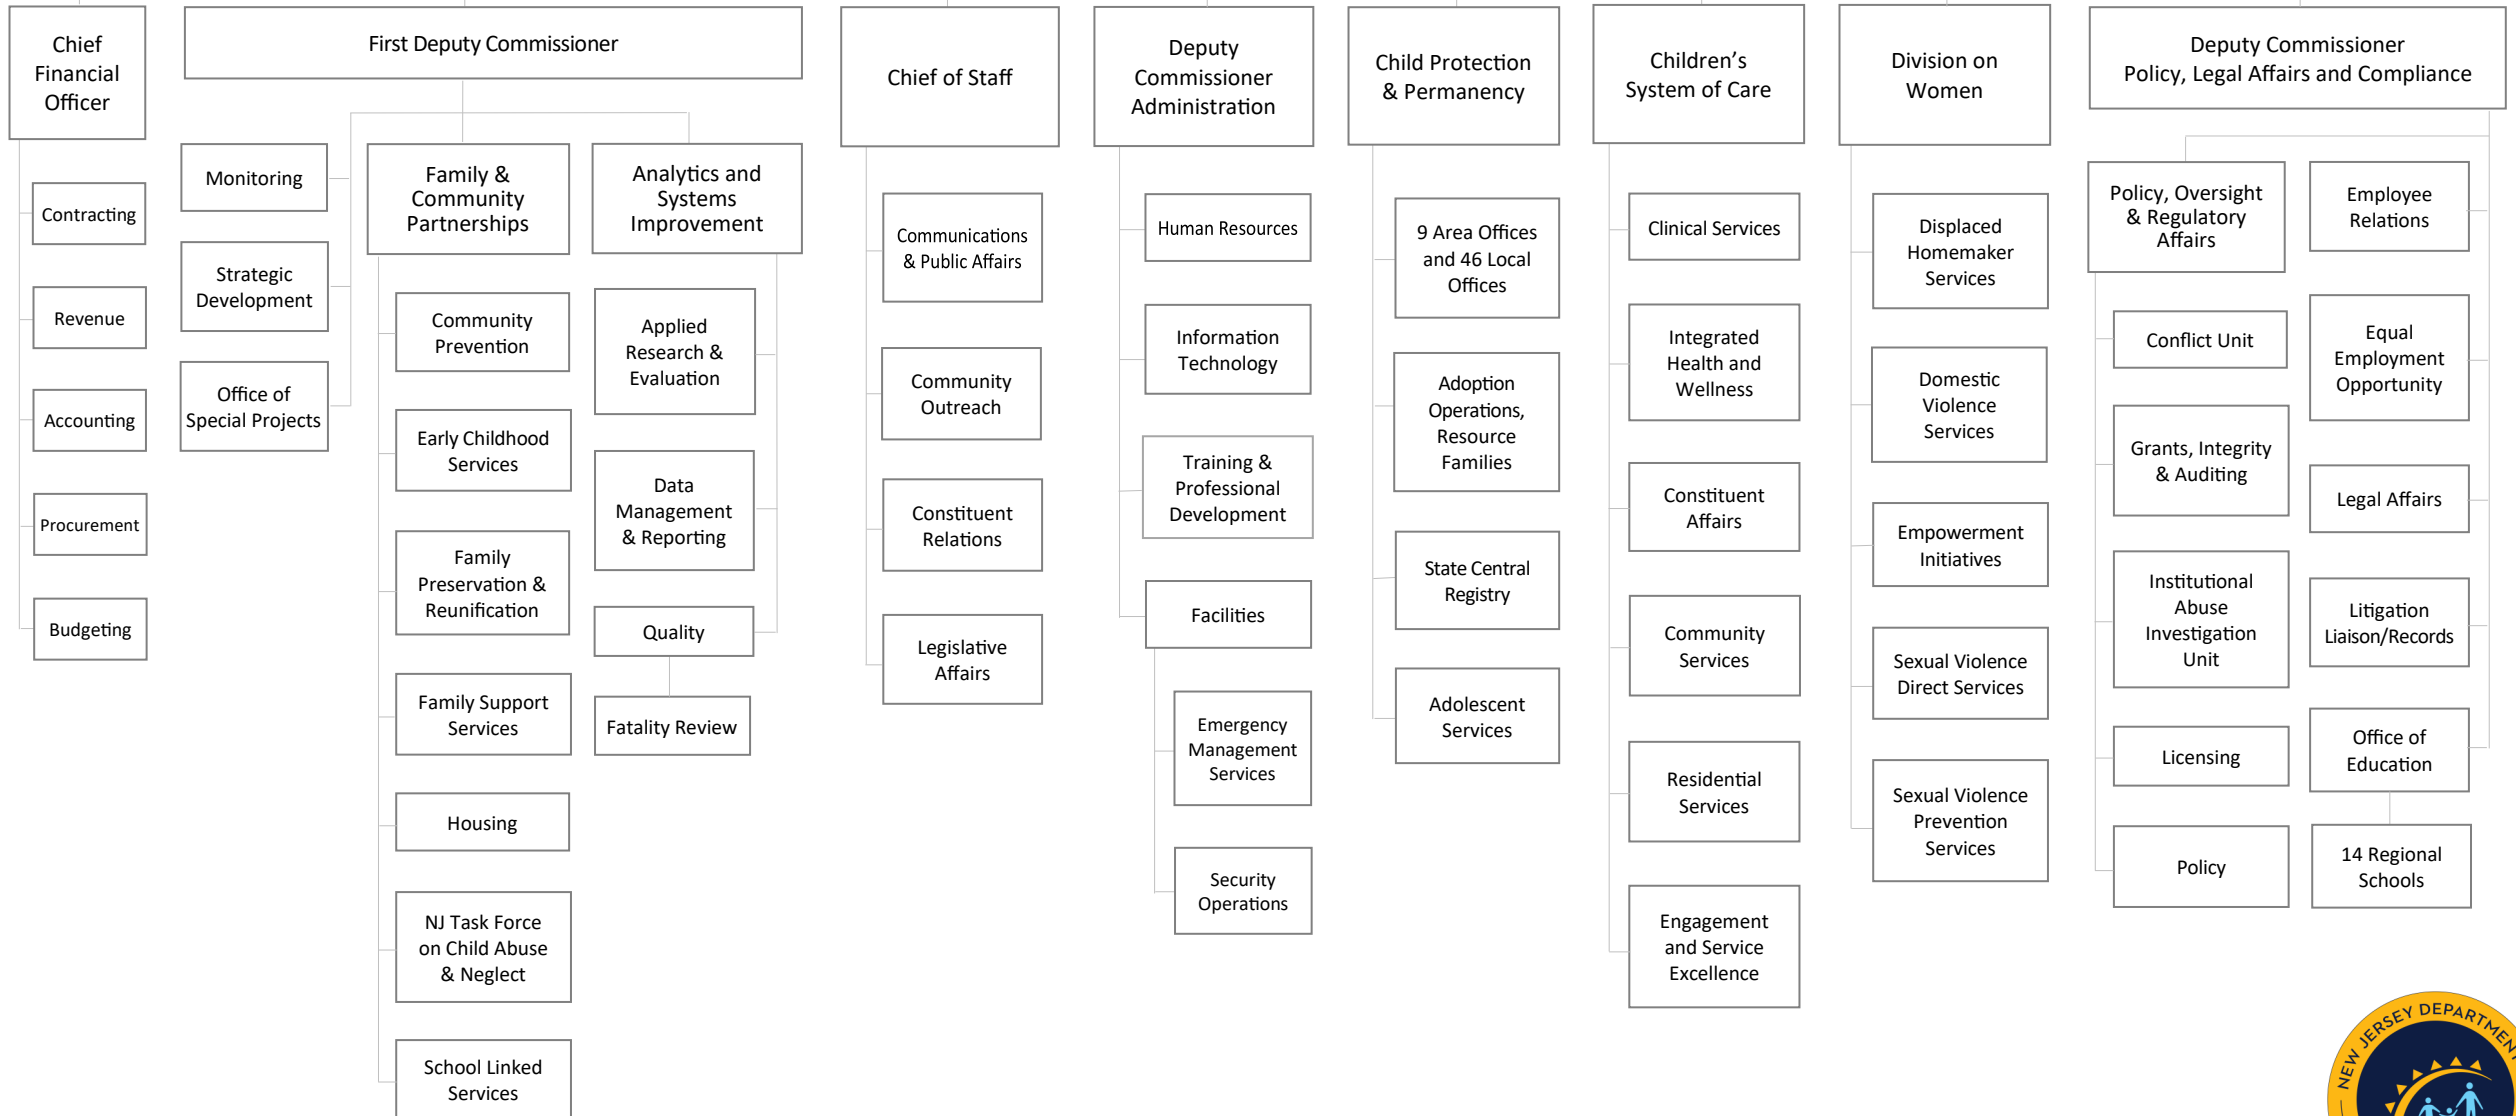 Chief
Financial
Officer
Contracting
Revenue
Accounting
Procurement
Budgeting
First Deputy Commissioner
Monitoring
Strategic
Development
Office of
Special Projects
Family &
Community
Partnerships
Community
Prevention
Early Childhood
Services
Family
Preservation &
Reunification
Family Support
Services
Housing
NJ Task Force
on Child Abuse
& Neglect
School Linked
Services
Analytics and
Systems
Improvement
Applied
Research &
Evaluation
Data
Management
& Reporting
Quality
Fatality Review
Chief of Staff
Communications
& Public Affairs
Community
Outreach
Constituent
Relations
Legislative
Affairs
Deputy
Commissioner
Administration
Human Resources
Information
Technology
Training &
Professional
Development
Facilities
Emergency
Management
Services
Security
Operations
Child Protection
& Permanency
9 Area Offices
and 46 Local
Offices
Adoption
Operations,
Resource
Families
State Central
Registry
Adolescent
Services
Children's
System of Care
Clinical Services
Integrated
Health and
Wellness
Constituent
Affairs
Community
Services
Residential
Services
Engagement
and Service
Excellence
Division on
Women
Displaced
Homemaker
Services
Domestic
Violence
Services
Empowerment
Initiatives
Sexual Violence
Direct Services
Sexual Violence
Prevention
Services
Deputy Commissioner
Policy, Legal Affairs and Compliance
Policy, Oversight
& Regulatory
Affairs
Conflict Unit
Grants, Integrity
& Auditing
Institutional
Abuse
Investigation
Unit
Licensing
Policy
Employee
Relations
Equal
Employment
Opportunity
Legal Affairs
Litigation
Liaison/Records
Office of
Education
14 Regional
Schools
NEW JERSEY DEPARTMEN